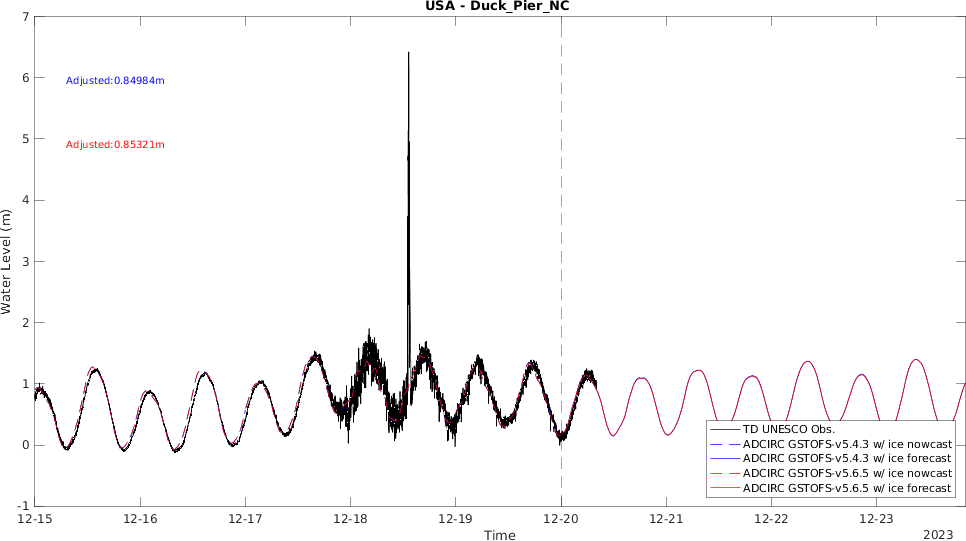 USA - Duck_Pier_NC
7
6
5
4
3
2
1
0
-1
Water Level (m)
Adjusted:0.84984m
Adjusted:0.85321m
TD UNESCO Obs.
ADCIRC GSTOFS-v5.4.3 w/ ice nowcast
ADCIRC GSTOFS-v5.4.3 w/ ice forecast
ADCIRC GSTOFS-v5.6.5 w/ ice nowcast
ADCIRC GSTOFS-v5.6.5 w/ ice forecast
12-15 12-16 12-17 12-18 12-19 12-20 12-21 12-22 12-23
Time
2023